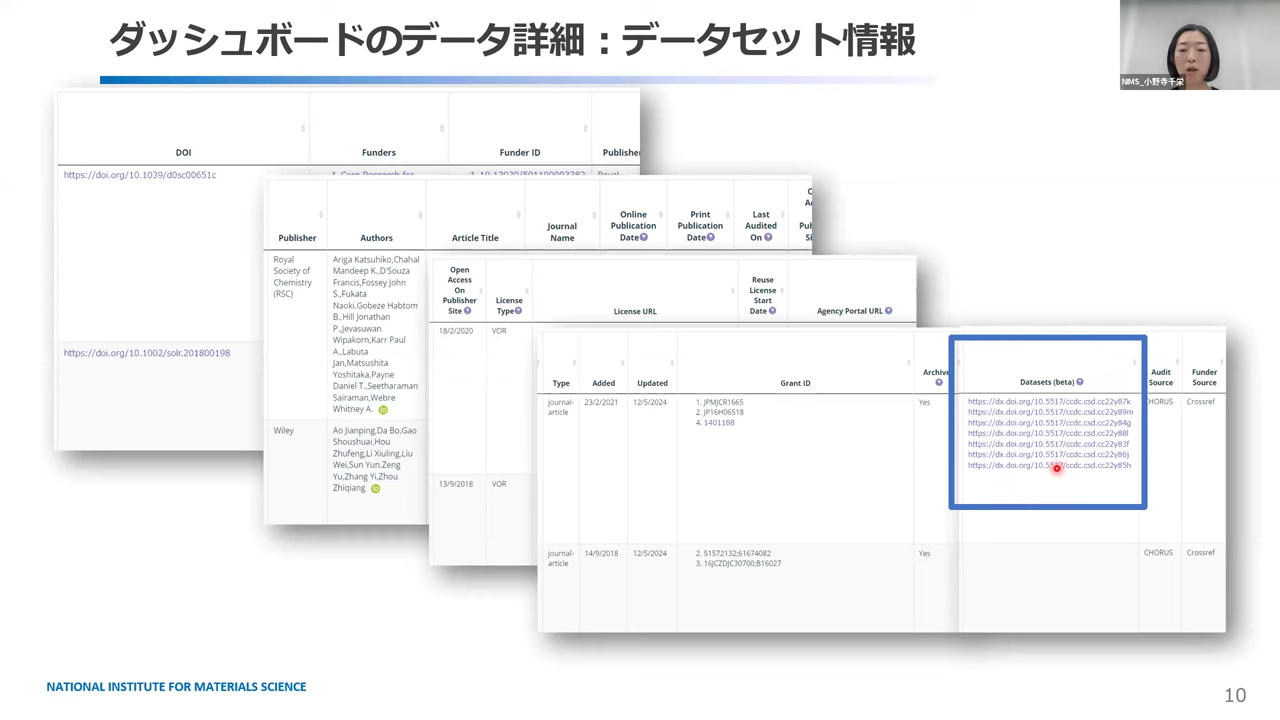 ダッシュボードのデータ詳細：データセット情報
NIMS_小野寺千栄
DOI
Funders
Funder ID
Publisher
https://doi.org/10.1039/d0sc00651c
https://doi.org/10.1002/solr.201800198
Publisher
Authors
Article Title
Journal
Name
Online
Publication
Date
Print
Publication
Date
Last
Audited
On
Royal
Society of
Chemistry
(RSC)
Ariga Katsuhiko,Chahal
Mandeep K.,D'Souza
Francis,Fossey John
S.,Fukata
Naoki,Gobeze Habtom
B.,Hill Jonathan
P.,Jevasuwan
Wipakorn,Karr Paul
A.,Labuta
Jan,Matsushita
Yoshitaka,Payne
Daniel T.,Seetharaman
Sairaman,Webre
Whitney A.
Wiley
Ao Jianping,Da Bo,Gao
Shoushuai,Hou
Zhufeng,Li Xiuling,Liu
Wei,Sun Yun,Zeng
Yu,Zhang Yi,Zhou
Zhiqiang
Open
Access
On
Publisher
Site
License
Type
License URL
Reuse
License
Start
Date
Agency Portal URL
18/2/2020
VOR
13/9/2018
VOR
Type
Added
Updated
Grant ID
Archive
Datasets (beta)
Audit
Source
Funder
Source
journal-
article
23/2/2021
12/5/2024
1. JPMJCR1665
2. JP16H06518
4. 1401188
Yes
https://dx.doi.org/10.5517/ccdc.csd.cc22y87k
https://dx.doi.org/10.5517/ccdc.csd.cc22y89m
https://dx.doi.org/10.5517/ccdc.csd.cc22y84g
https://dx.doi.org/10.5517/ccdc.csd.cc22y88l
https://dx.doi.org/10.5517/ccdc.csd.cc22y83f
https://dx.doi.org/10.5517/ccdc.csd.cc22y86j
https://dx.doi.org/10.5517/ccdc.csd.cc22y85h
CHORUS
Crossref
journal-
article
14/9/2018
12/5/2024
2. 51572132;61674082
3. 16JCZDJC30700;B16027
Yes
CHORUS
Crossref
NATIONAL INSTITUTE FOR MATERIALS SCIENCE
10